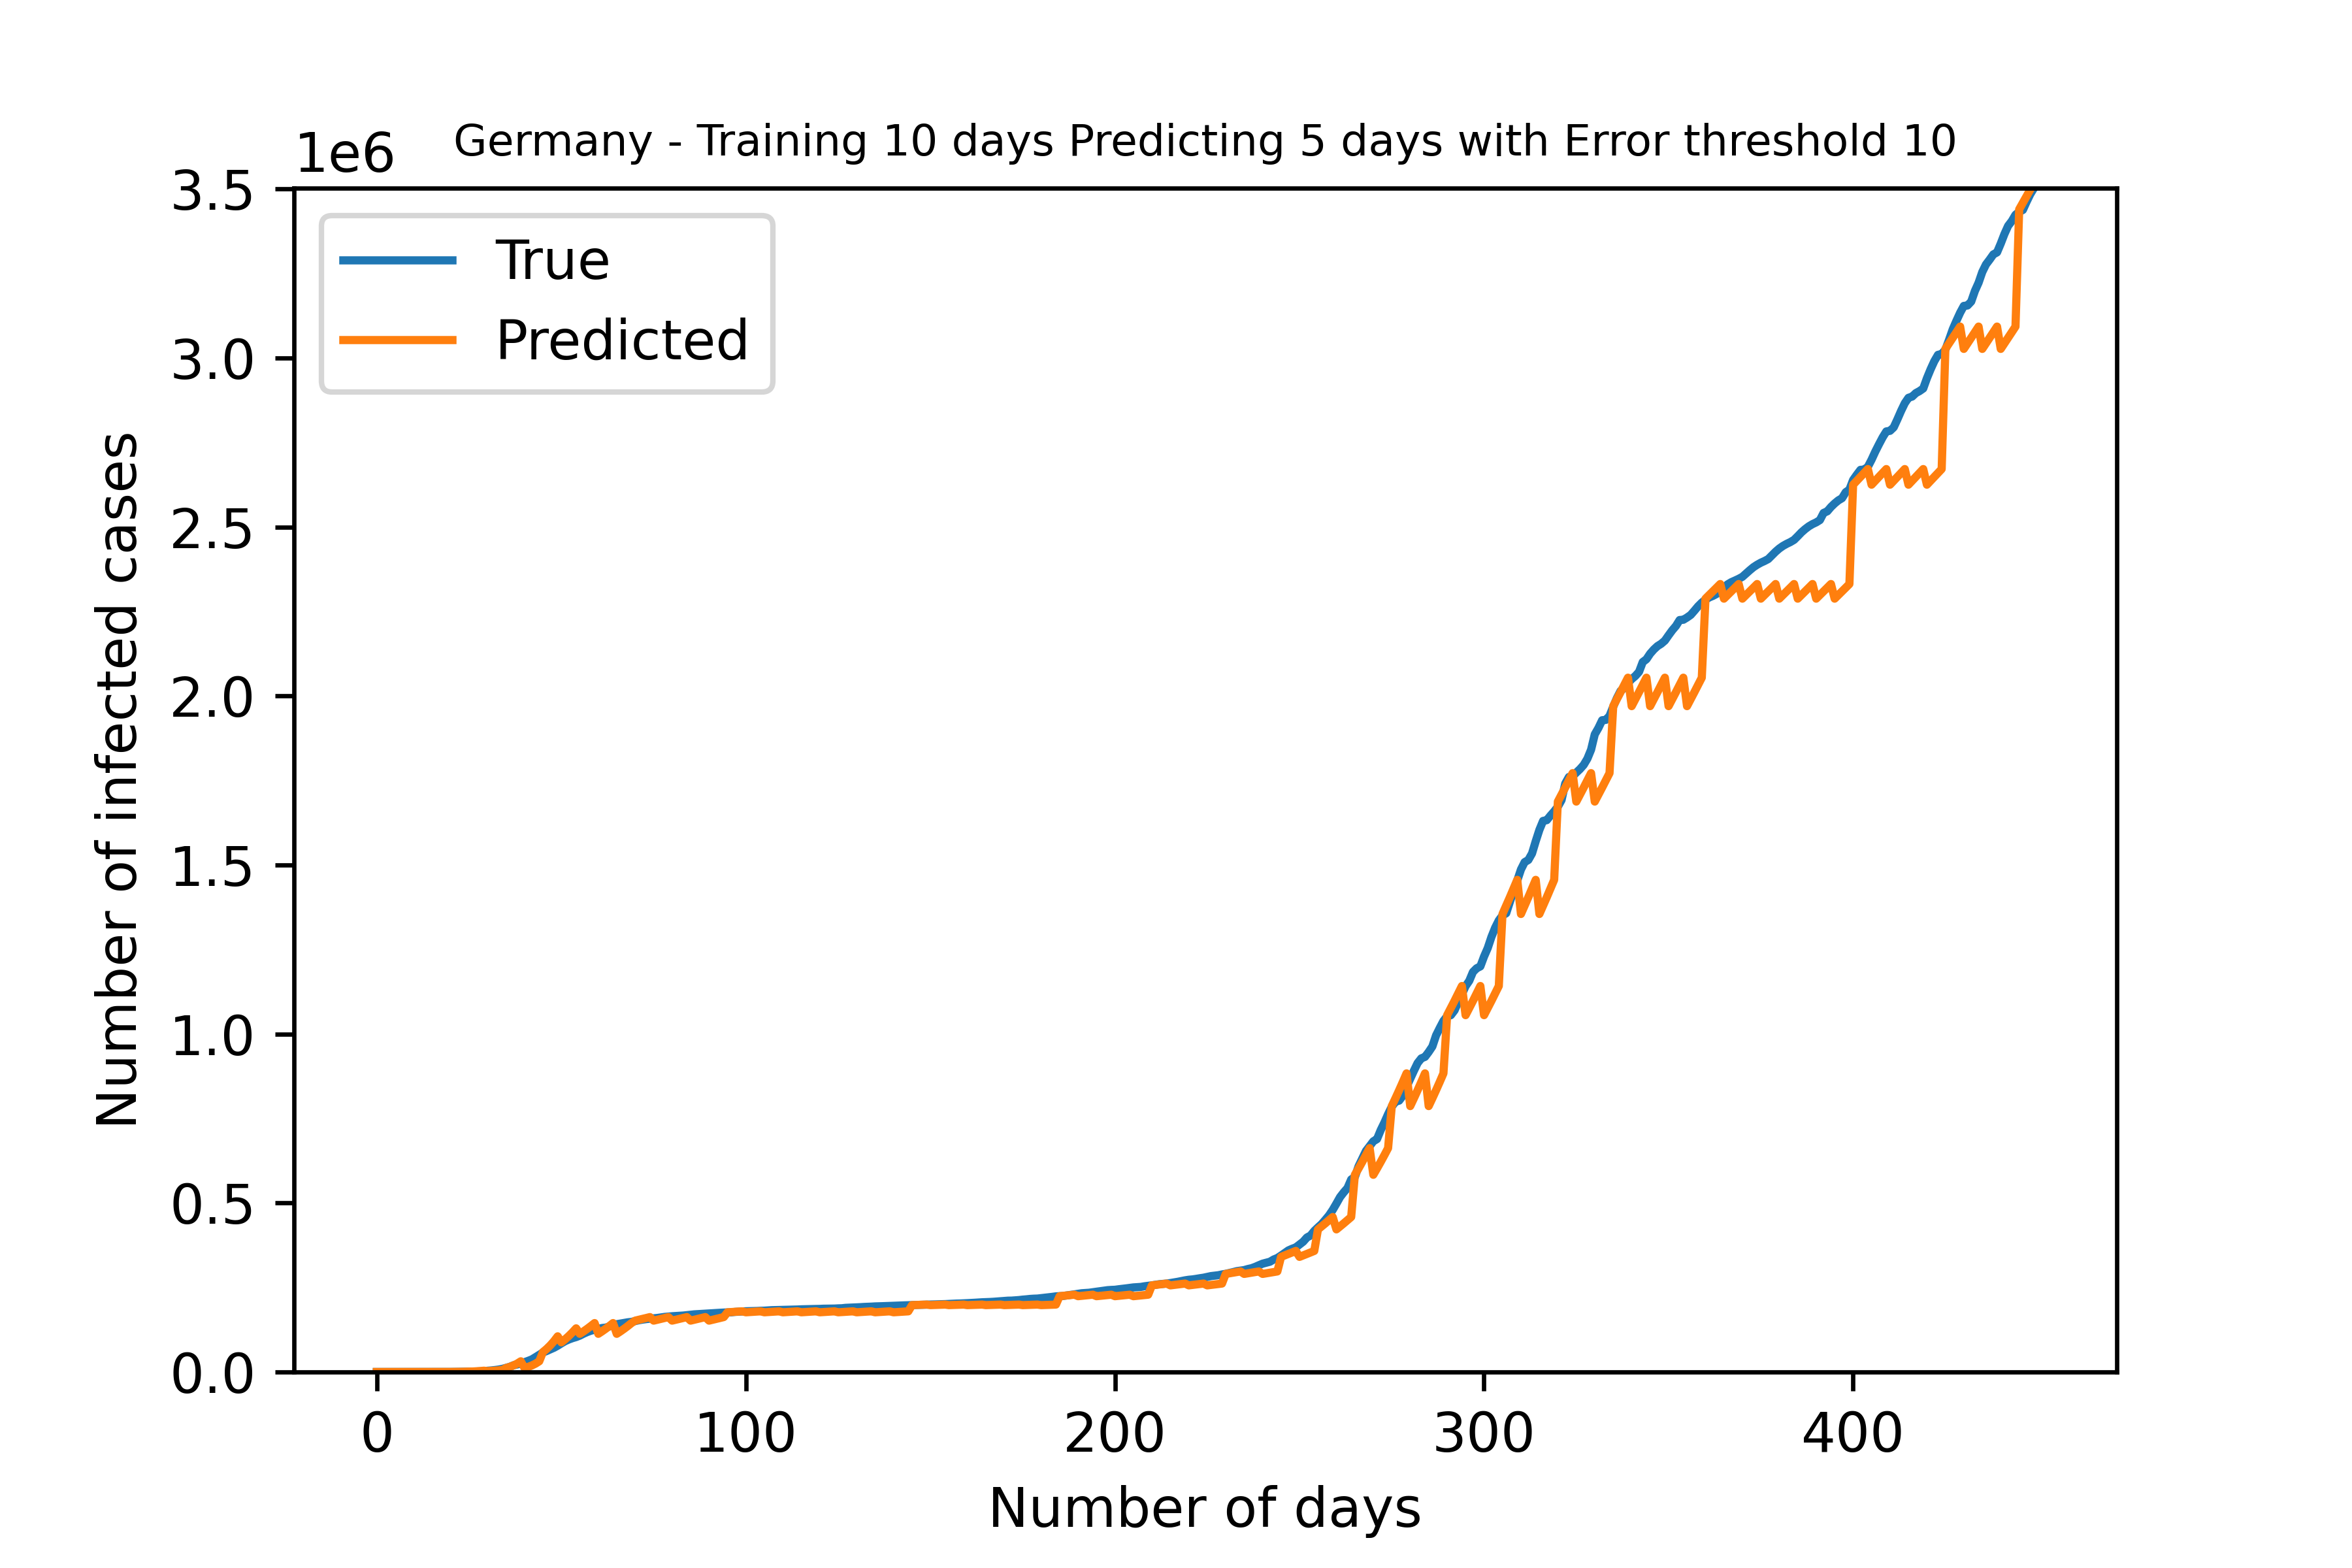 Germany - Training 10 days Predicting 5 days with Error threshold 10
1e6
3.5
3.0
2.5
2.0
1.5
1.0
0.5
0.0
True
Predicted
Number of infected cases
0 100 200 300 400
Number of days